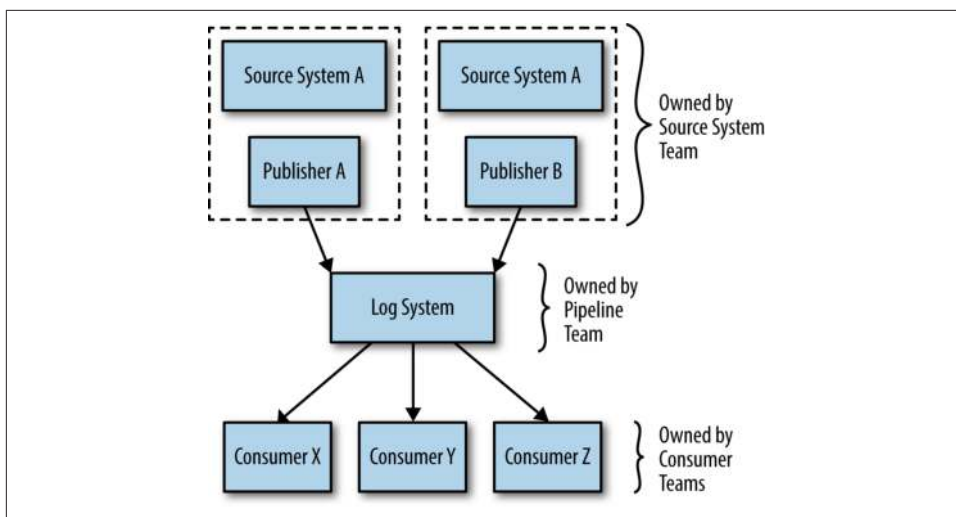 Source System A
Source System A
Publisher A
Publisher B
Owned by
Source System
Team
Log System
Owned by
Pipeline
Team
Consumer X
Consumer Y
Consumer Z
Owned by
Consumer
Teams